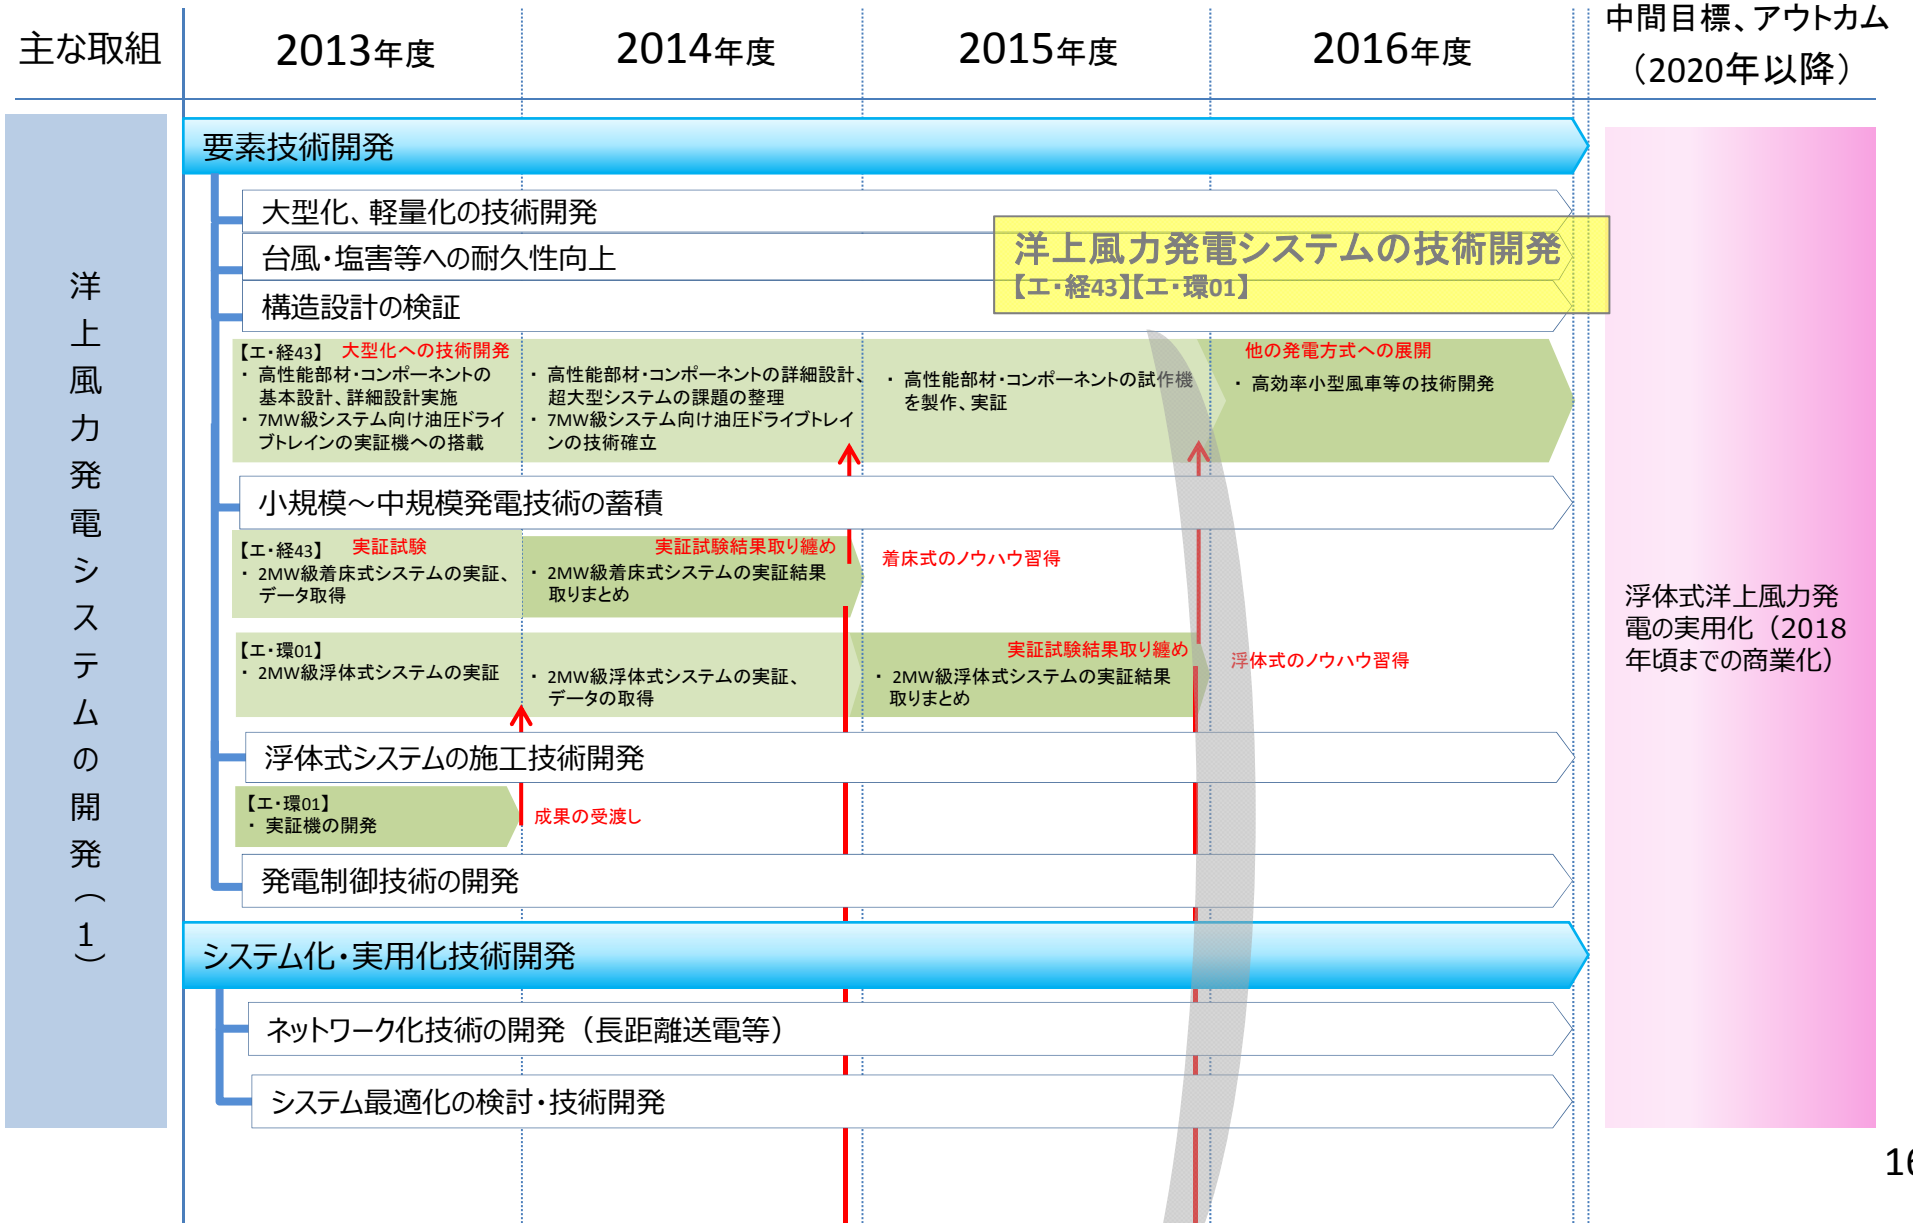 主な取組
2013年度
2014年度
2015年度
2016年度
中間目標、アウトカム
（2020年以降）
洋上風力発電システムの開発（1）
要素技術開発
大型化、軽量化の技術開発
台風・塩害等への耐久性向上
構造設計の検証
洋上風力発電システムの技術開発
【エ・経43】【エ・環01】
【エ・経43】 大型化への技術開発
・ 高性能部材・コンポーネントの
基本設計、詳細設計実施
・ 7MW級システム向け油圧ドライ
ブトレインの実証機への搭載
・ 高性能部材・コンポーネントの詳細設計、
超大型システムの課題の整理
・ 7MW級システム向け油圧ドライブトレイ
ンの技術確立
・ 高性能部材・コンポーネントの試作機
を製作、実証
他の発電方式への展開
・ 高効率小型風車等の技術開発
小規模～中規模発電技術の蓄積
【エ・経43】 実証試験
・ 2MW級着床式システムの実証、
データ取得
実証試験結果取り纏め
・ 2MW級着床式システムの実証結果
取りまとめ
着床式のノウハウ習得
【エ・環01】
・ 2MW級浮体式システムの実証
・ 2MW級浮体式システムの実証、
データの取得
実証試験結果取り纏め
・ 2MW級浮体式システムの実証結果
取りまとめ
浮体式のノウハウ習得
浮体式システムの施工技術開発
【エ・環01】
・ 実証機の開発
成果の受渡し
発電制御技術の開発
システム化・実用化技術開発
ネットワーク化技術の開発（長距離送電等）
システム最適化の検討・技術開発
浮体式洋上風力発
電の実用化（2018
年頃までの商業化）
16